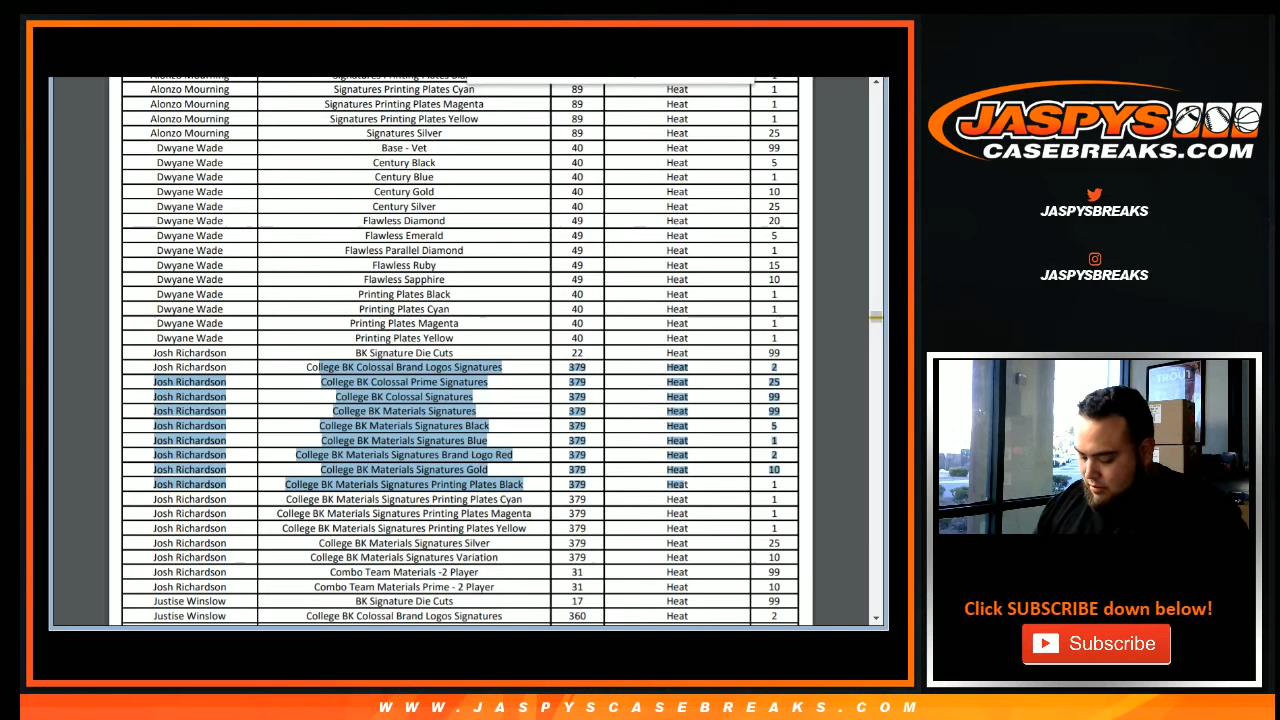 Alonzo Mourning Signatures Printing Plates 1
Alonzo Mourning Signatures Printing Plates Cyan 89 Heat 1
Alonzo Mourning Signatures Printing Plates Magenta 89 Heat 1
Alonzo Mourning Signatures Printing Plates Yellow 89 Heat 1
Alonzo Mourning Signatures Silver 89 Heat 25
Dwyane Wade Base - Vet 40 Heat 99
Dwyane Wade Century Black 40 Heat 5
Dwyane Wade Century Blue 40 Heat 1
Dwyane Wade Century Gold 40 Heat 10
Dwyane Wade Century Silver 40 Heat 25
Dwyane Wade Flawless Diamond 49 Heat 20
Dwyane Wade Flawless Emerald 49 Heat 5
Dwyane Wade Flawless Parallel Diamond 49 Heat 1
Dwyane Wade Flawless Ruby 49 Heat 15
Dwyane Wade Flawless Sapphire 49 Heat 10
Dwyane Wade Printing Plates Black 40 Heat 1
Dwyane Wade Printing Plates Cyan 40 Heat 1
Dwyane Wade Printing Plates Magenta 40 Heat 1
Dwyane Wade Printing Plates Yellow 40 Heat 1
Josh Richardson BK Signature Die Cuts 22 Heat 99
Josh Richardson College BK Colossal Brand Logos Signatures 379 Heat 2
Josh Richardson College BK Colossal Prime Signatures 379 Heat 25
Josh Richardson College BK Colossal Signatures 379 Heat 99
Josh Richardson College BK Materials Signatures 379 Heat 99
Josh Richardson College BK Materials Signatures Black 379 Heat 5
Josh Richardson College BK Materials Signatures Blue 379 Heat 1
Josh Richardson College BK Materials Signatures Brand Logo Red 379 Heat 2
Josh Richardson College BK Materials Signatures Gold 379 Heat 10
Josh Richardson College BK Materials Signatures Printing Plates Black 379 Heat 1
Josh Richardson College BK Materials Signatures Printing Plates Cyan 379 Heat 1
Josh Richardson College BK Materials Signatures Printing Plates Magenta 379 Heat 1
Josh Richardson College BK Materials Signatures Printing Plates Yellow 379 Heat 1
Josh Richardson College BK Materials Signatures Silver 379 Heat 25
Josh Richardson College BK Materials Signatures Variation 379 Heat 10
Josh Richardson Combo Team Materials -2 Player 31 Heat 99
Josh Richardson Combo Team Materials Prime - 2 Player 31 Heat 10
Justise Winslow BK Signature Die Cuts 17 Heat 99
Justise Winslow College BK Colossal Brand Logos Signatures 360 Heat 2
JASPYS
CASEBREAKS.COM
JASPYSBREAKS
JASPYSBREAKS
TROUT
Click SUBSCRIBE down below!
Subscribe
WWW.JASPYSCASEBREAKS.COM